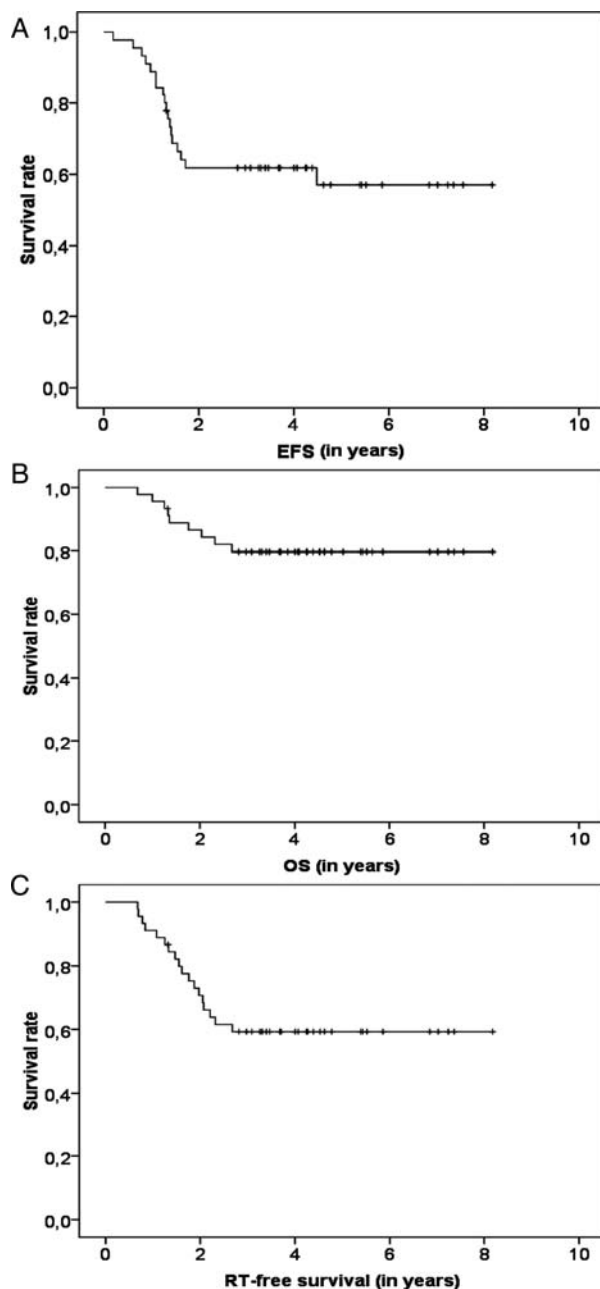 A
1,0
0,8
0,6
0,4
0,2
0,0
Survival rate
0 2 4 6 8 10
EFS (in years)
B
1,0
0,8
0,6
0,4
0,2
0,0
Survival rate
0 2 4 6 8 10
OS (in years)
C
1,0
0,8
0,6
0,4
0,2
0,0
Survival rate
0 2 4 6 8 10
RT-free survival (in years)